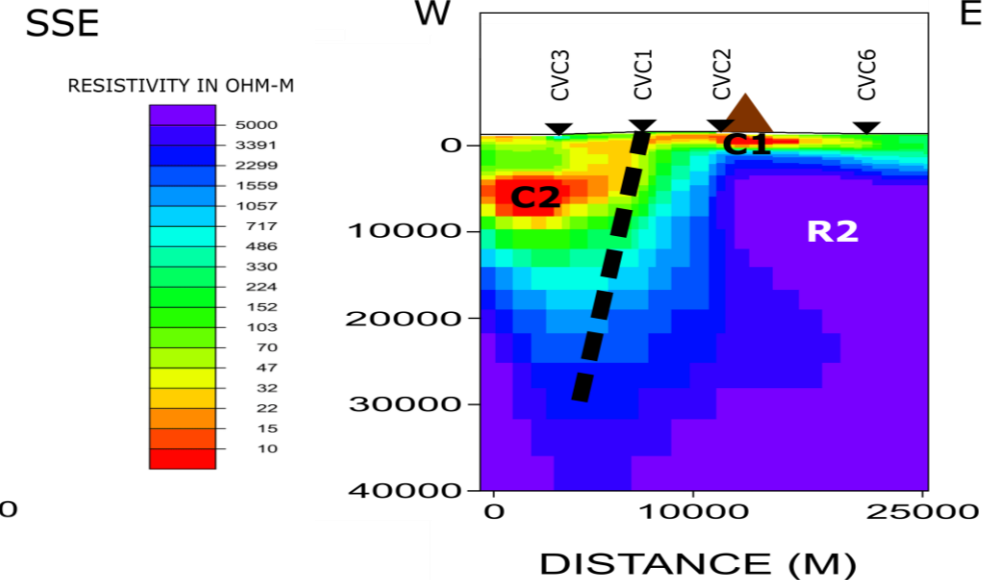 SSE
W
E
RESISTIVITY IN OHM-M
5000
3391
2299
1559
1057
717
486
330
224
152
103
70
47
32
22
15
10
0
CVC3
CVC1
CVC2
CVC6
C1
C2
R2
0
10000
20000
30000
40000
0
10000
25000
DISTANCE (M)